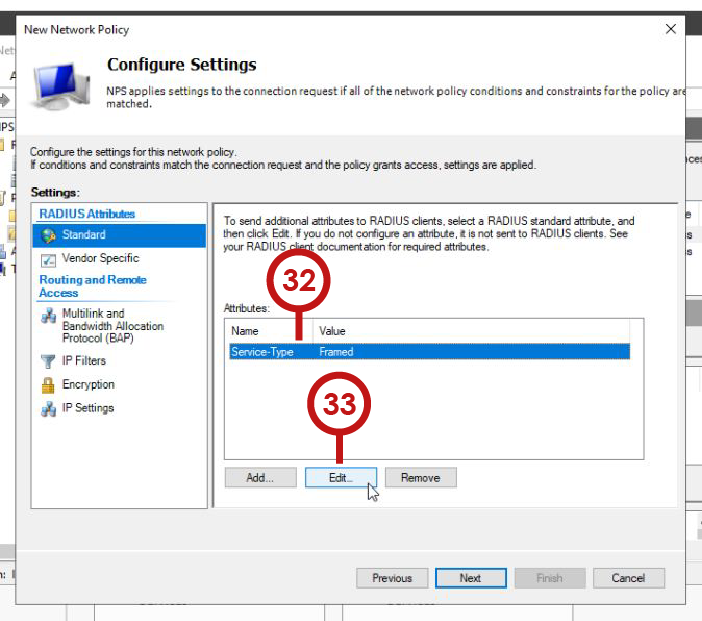 New Network Policy
Configure Settings
NPS applies settings to the connection request if all of the network policy conditions and constraints for the policy are
matched.
Configure the settings for this network policy.
If conditions and constraints match the connection request and the policy grants access, settings are applied.
Settings:
RADIUS Attributes
Standard
Vendor Specific
Routing and Remote
Access
Multilink and
Bandwidth Allocation
Protocol (BAP)
IP Filters
Encryption
IP Settings
To send additional attributes to RADIUS clients, select a RADIUS standard attribute, and
then click Edit. If you do not configure an attribute, it is not sent to RADIUS clients. See
your RADIUS client documentation for required attributes.
32
Attributes:
Name Value
Service-Type Framed
33
Add... Edit... Remove
Previous Next Finish Cancel